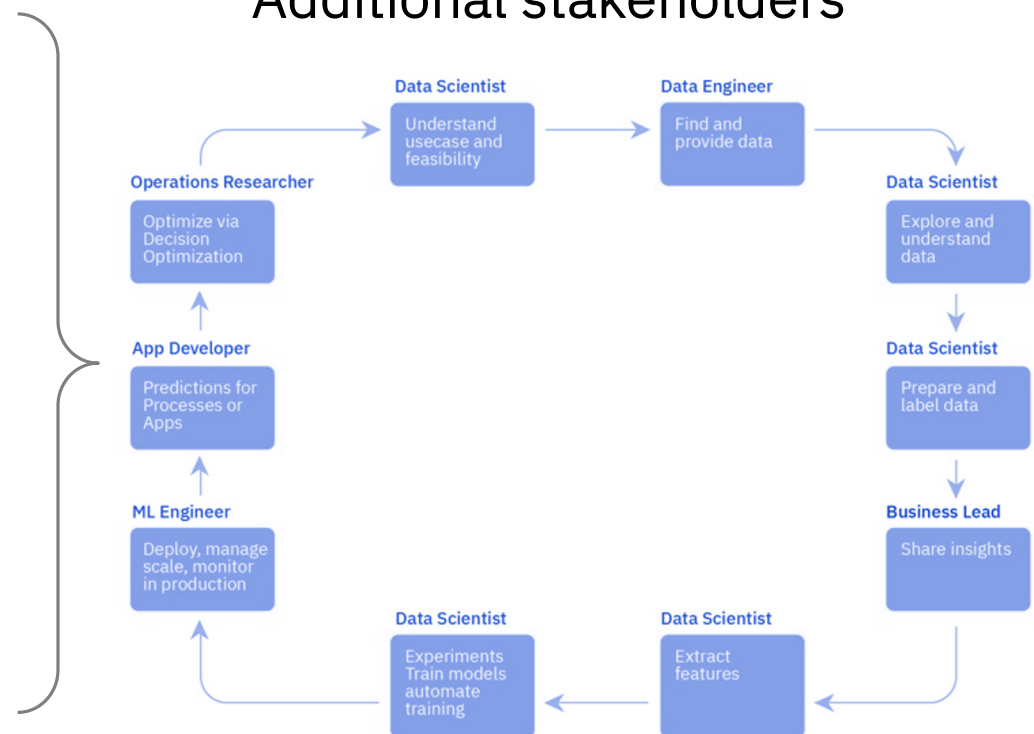 Additional stakeholders
Data Scientist
Understand
usecase and
feasibility
Data Engineer
Find and
provide data
Data Scientist
Explore and
understand
data
Data Scientist
Prepare and
label data
Business Lead
Share insights
Data Scientist
Extract
features
Data Scientist
Experiments
Train models
automate
training
ML Engineer
Deploy, manage
scale, monitor
in production
App Developer
Predictions for
Processes or
Apps
Operations Researcher
Optimize via
Decision
Optimization